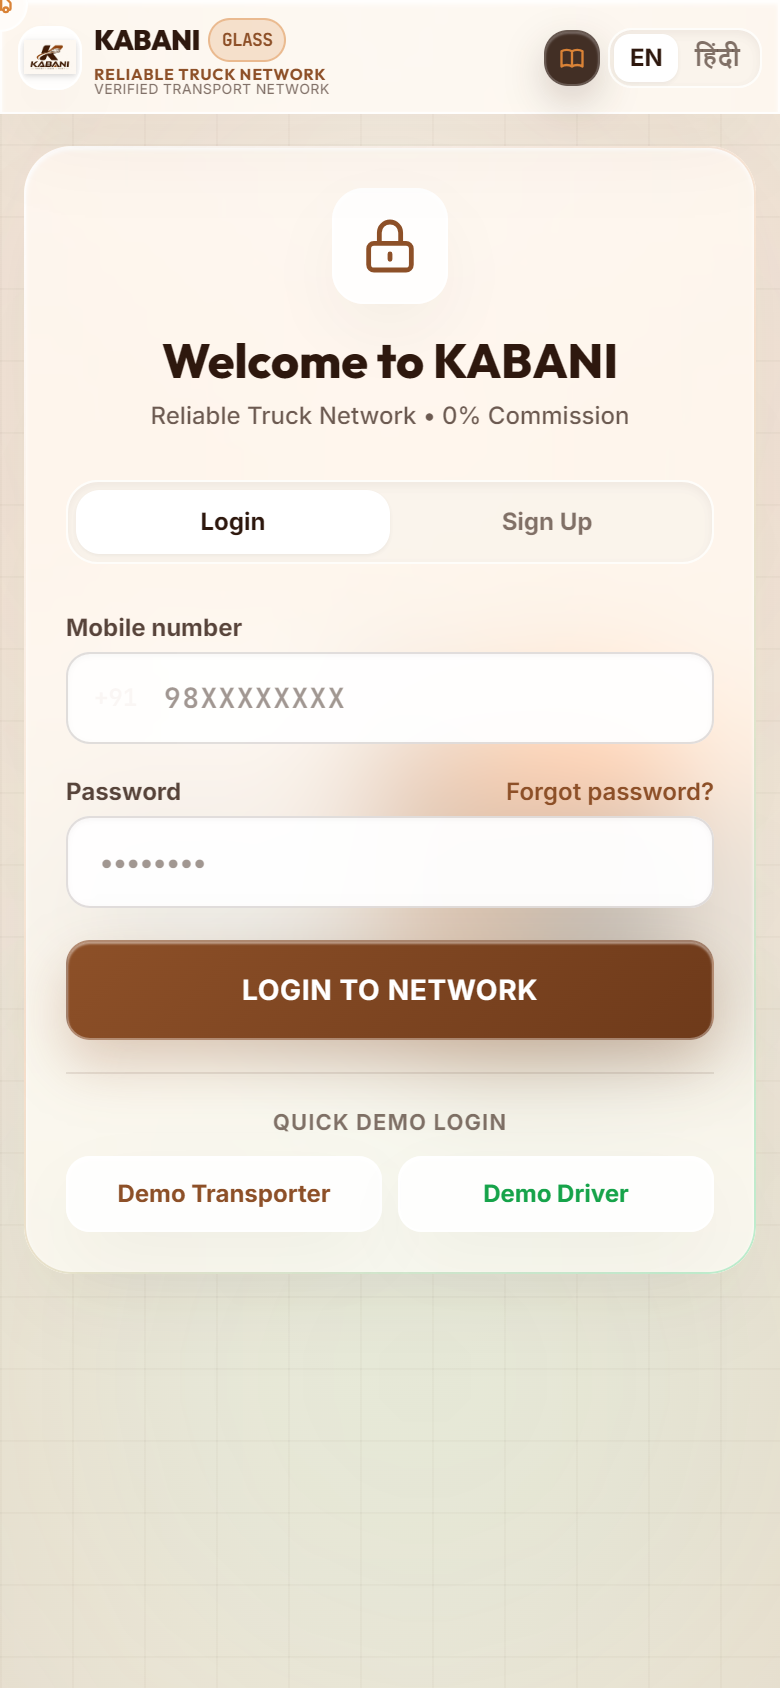 KABANI GLASS
RELIABLE TRUCK NETWORK
VERIFIED TRANSPORT NETWORK
KABANI
EN हिंदी
Welcome to KABANI
Reliable Truck Network • 0% Commission
Login Sign Up
Mobile number
+91 98XXXXXXXX
Password Forgot password?
••••••••
LOGIN TO NETWORK
QUICK DEMO LOGIN
Demo Transporter Demo Driver